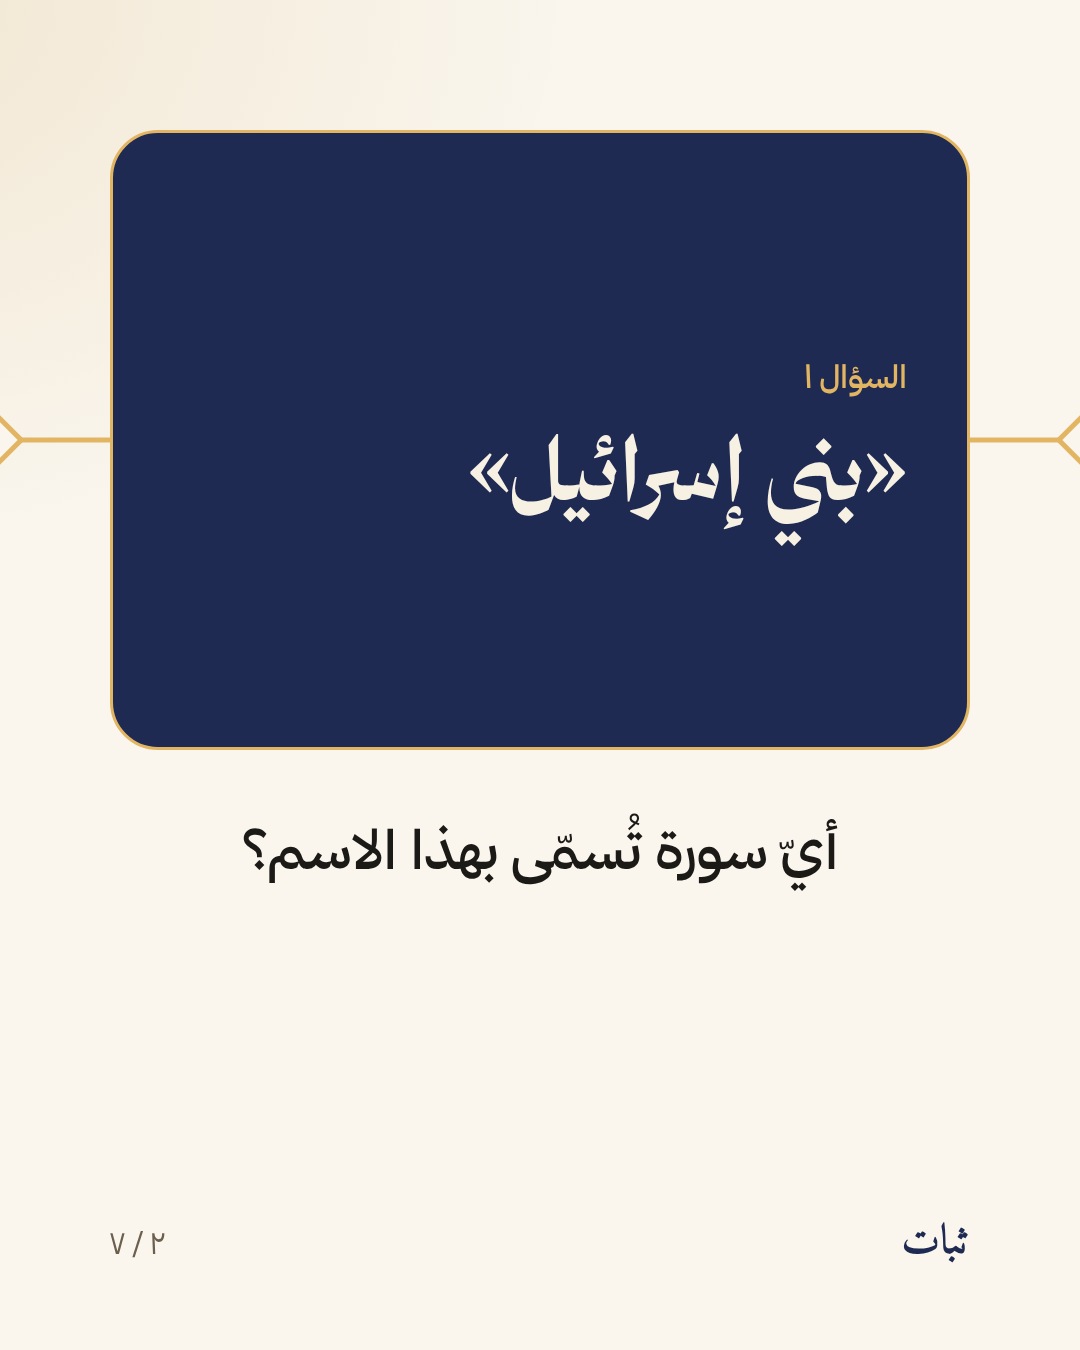 السؤال ١
«بني إسرائيل»
أيّ سورة تُسمّى بهذا الاسم؟
ثبات
٢ / ٧